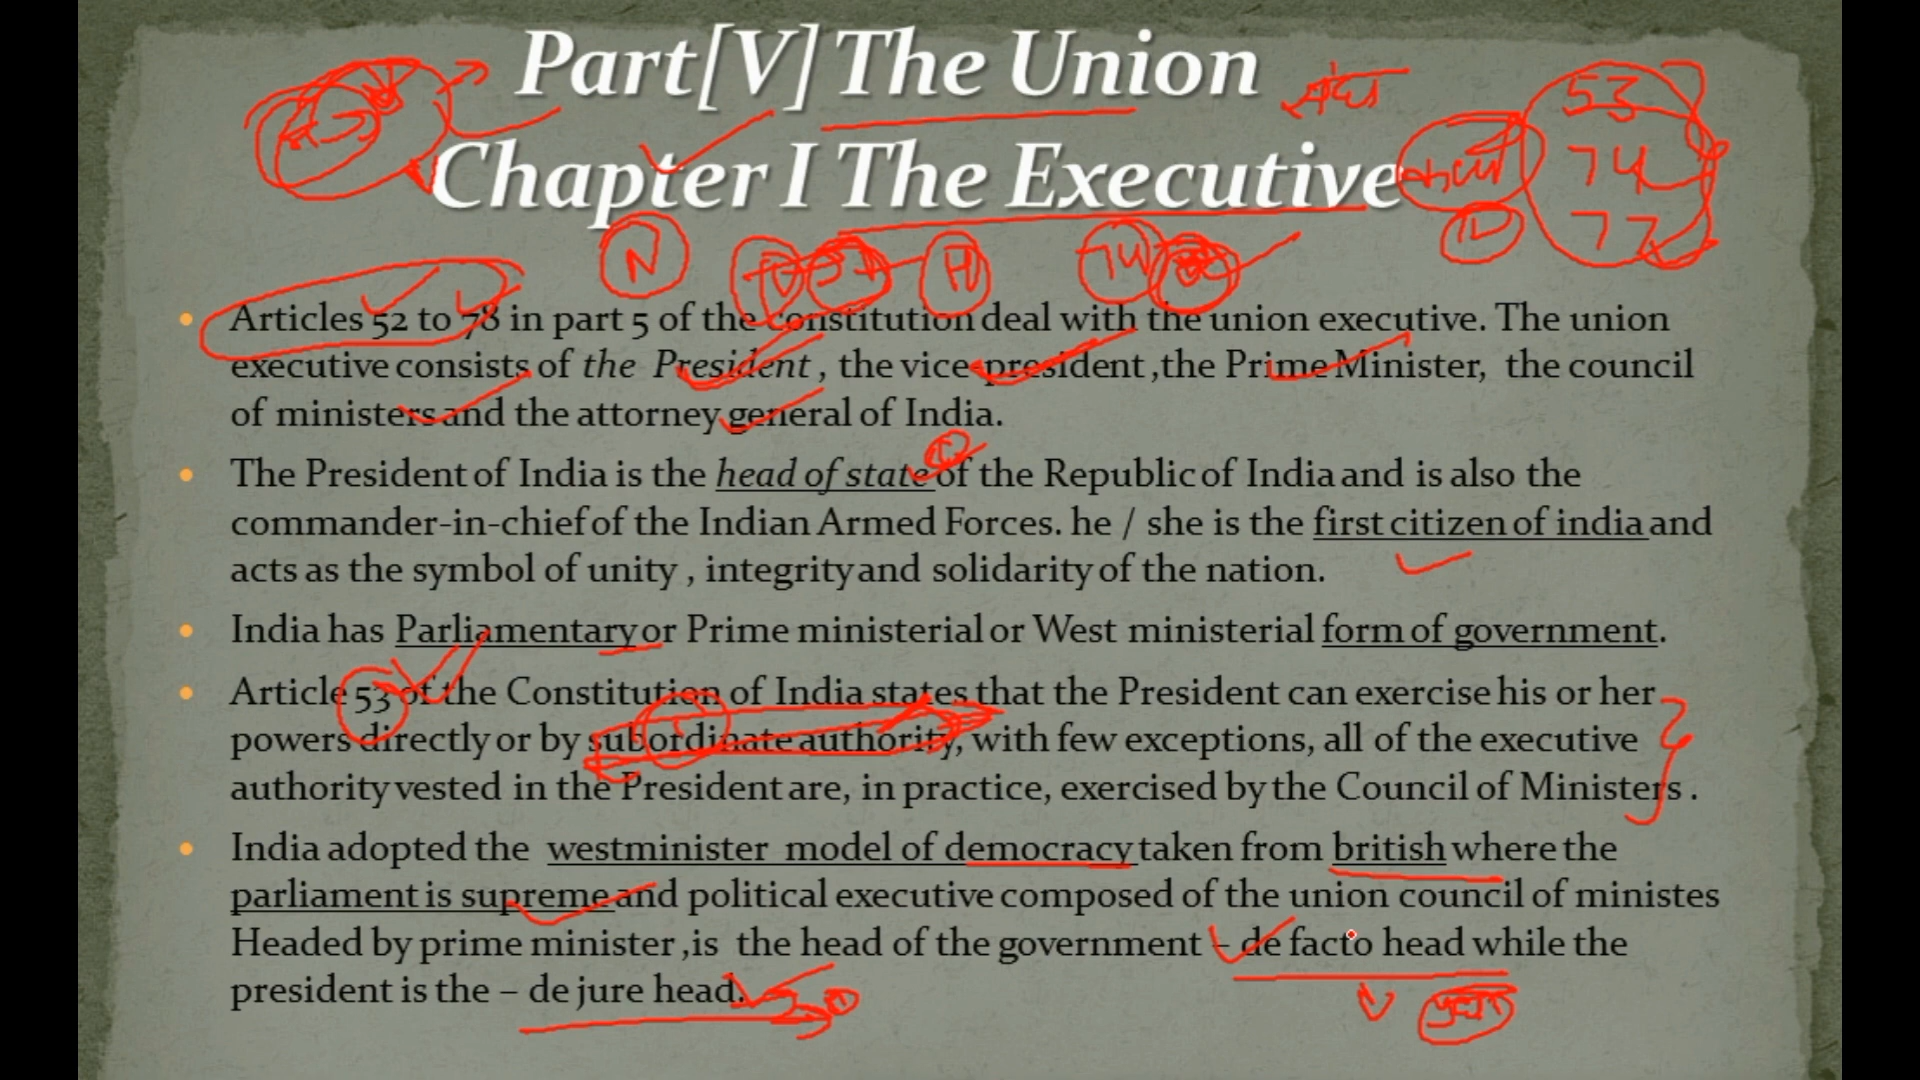 Part[V] The Union
Chapter I The Executive
53
74
77
N
74
• Articles 52 to 78 in part 5 of the constitution deal with the union executive. The union
executive consists of the President , the vice-president ,the Prime Minister, the council
of ministers and the attorney general of India.
• The President of India is the head of state of the Republic of India and is also the
commander-in-chief of the Indian Armed Forces. he / she is the first citizen of india and
acts as the symbol of unity , integrity and solidarity of the nation.
• India has Parliamentary or Prime ministerial or West ministerial form of government.
• Article 53 of the Constitution of India states that the President can exercise his or her
powers directly or by subordinate authority, with few exceptions, all of the executive
authority vested in the President are, in practice, exercised by the Council of Ministers .
• India adopted the westminister model of democracy taken from british where the
parliament is supreme and political executive composed of the union council of ministes
Headed by prime minister ,is the head of the government – de facto head while the
president is the – de jure head.